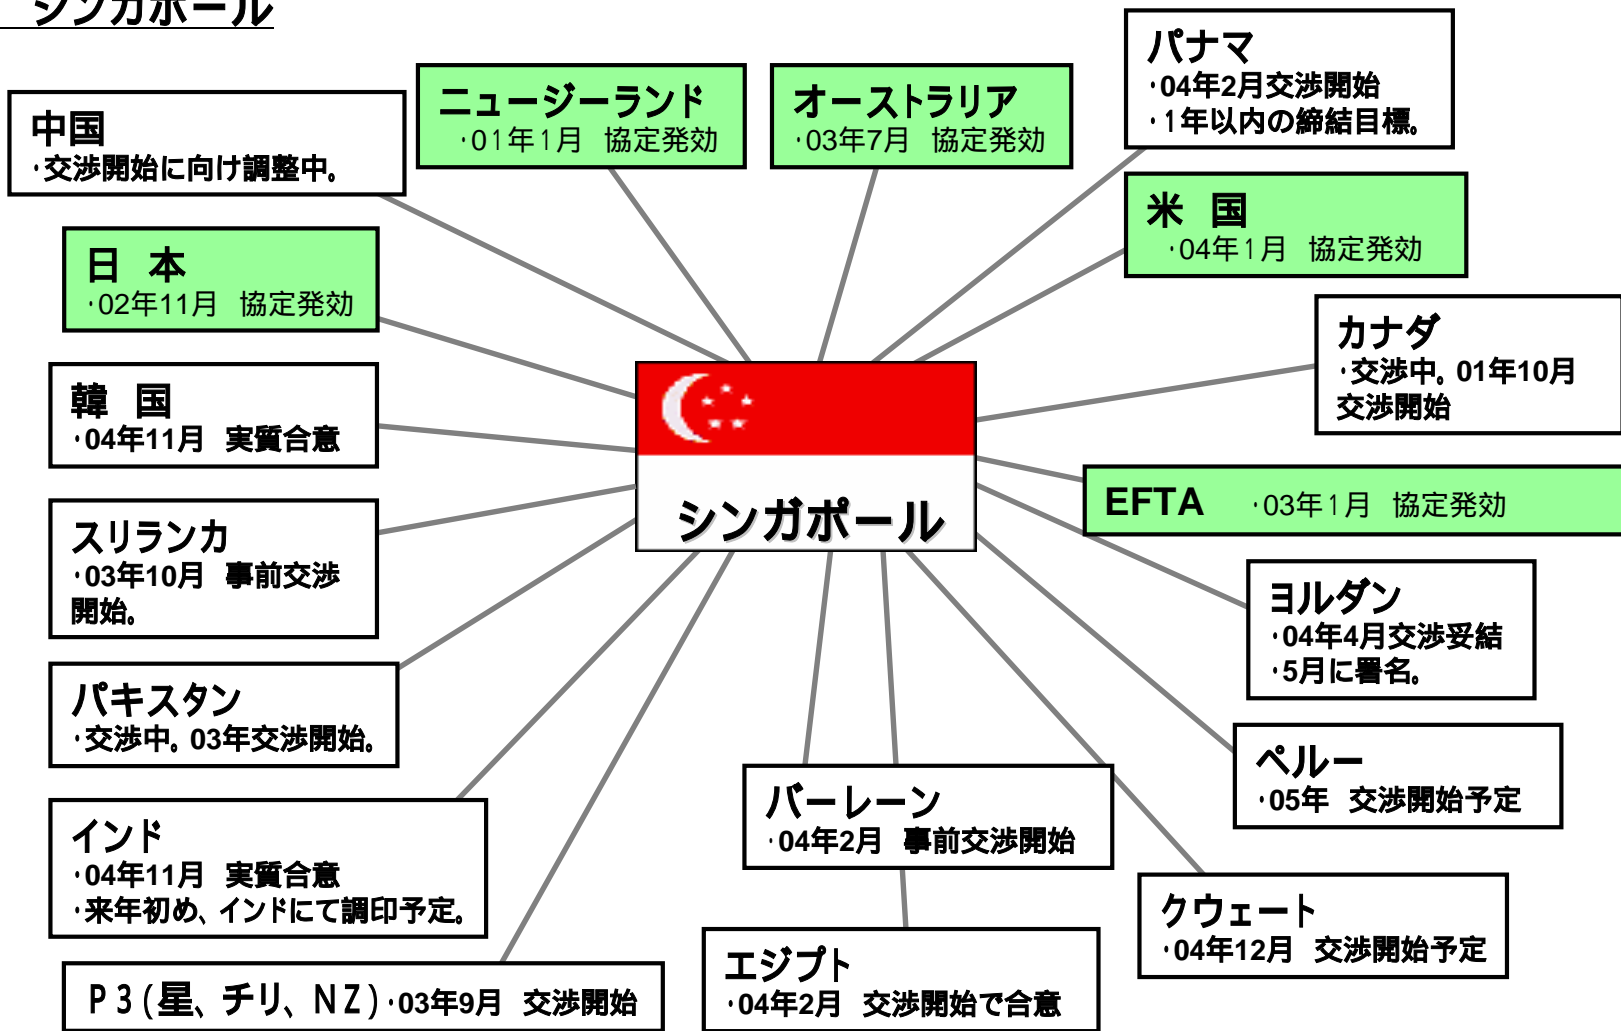 シンガポール
パナマ
・04年2月交渉開始
・1年以内の締結目標。
ニュージーランド
・01年1月　協定発効
オーストラリア
・03年7月　協定発効
中国
・交渉開始に向け調整中。
米　国
・04年1月　協定発効
日　本
・02年11月　協定発効
カナダ
・交渉中。01年10月
交渉開始
韓　国
・04年11月　実質合意
シンガポール
EFTA　・03年1月　協定発効
スリランカ
・03年10月　事前交渉
開始。
ヨルダン
・04年4月交渉妥結
・5月に署名。
パキスタン
・交渉中。03年交渉開始。
ペルー
・05年　交渉開始予定
バーレーン
・04年2月　事前交渉開始
インド
・04年11月　実質合意
・来年初め、インドにて調印予定。
クウェート
・04年12月　交渉開始予定
エジプト
・04年2月　交渉開始で合意
Ｐ３(星、チリ、ＮＺ)・03年9月　交渉開始